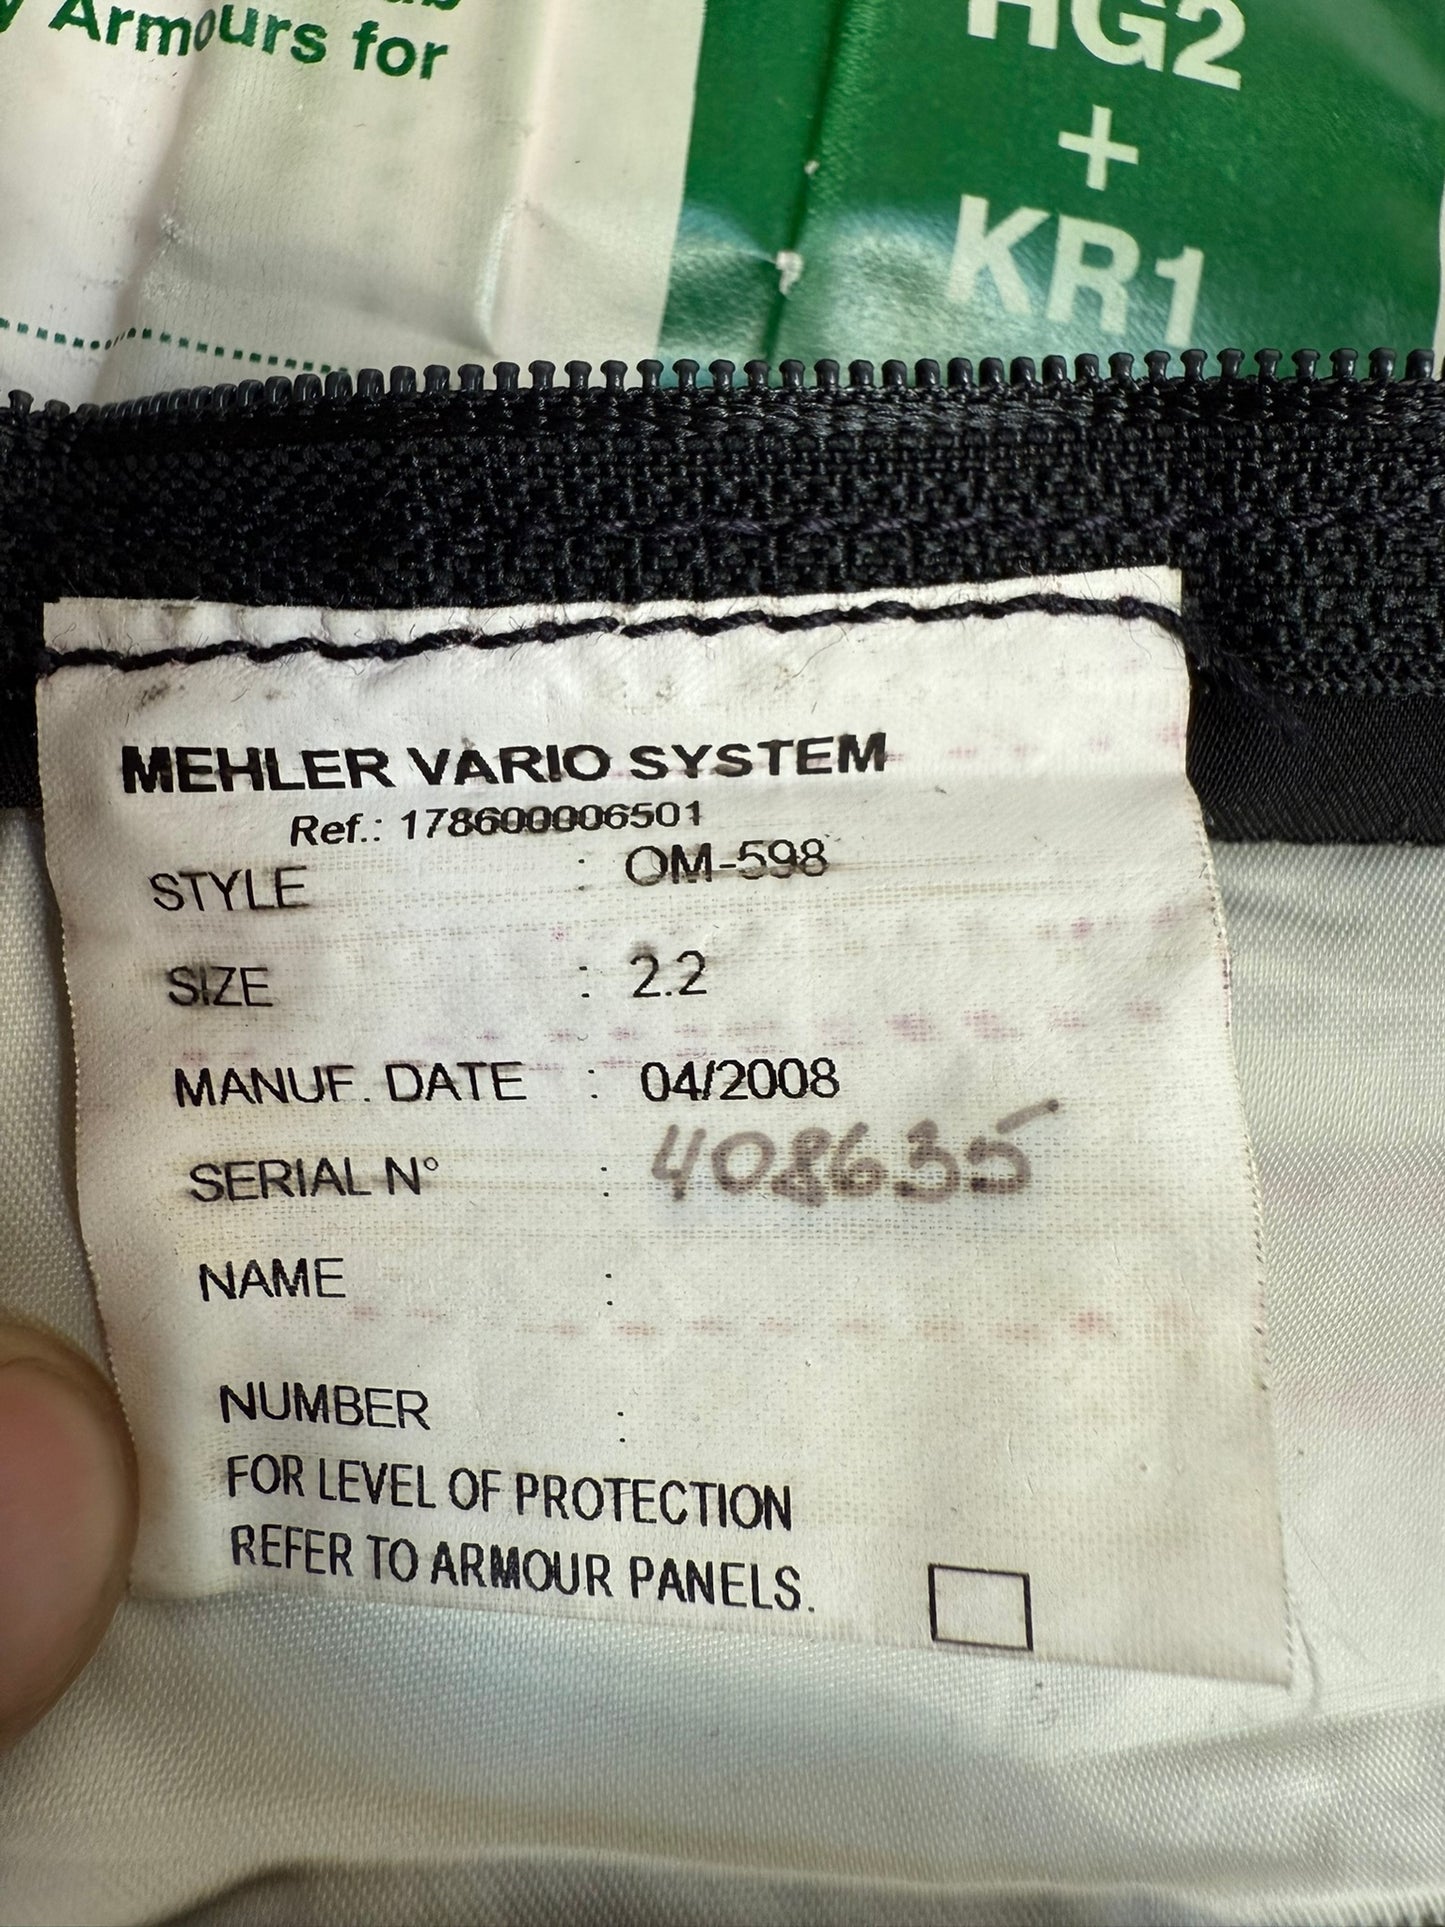 Armours for
HG2
+
KR1
MEHLER VARIO SYSTEM
Ref.: 178600006501
STYLE : OM-598
SIZE : 2.2
MANUF. DATE : 04/2008
SERIAL N° : 408635
NAME :
NUMBER :
FOR LEVEL OF PROTECTION
REFER TO ARMOUR PANELS.